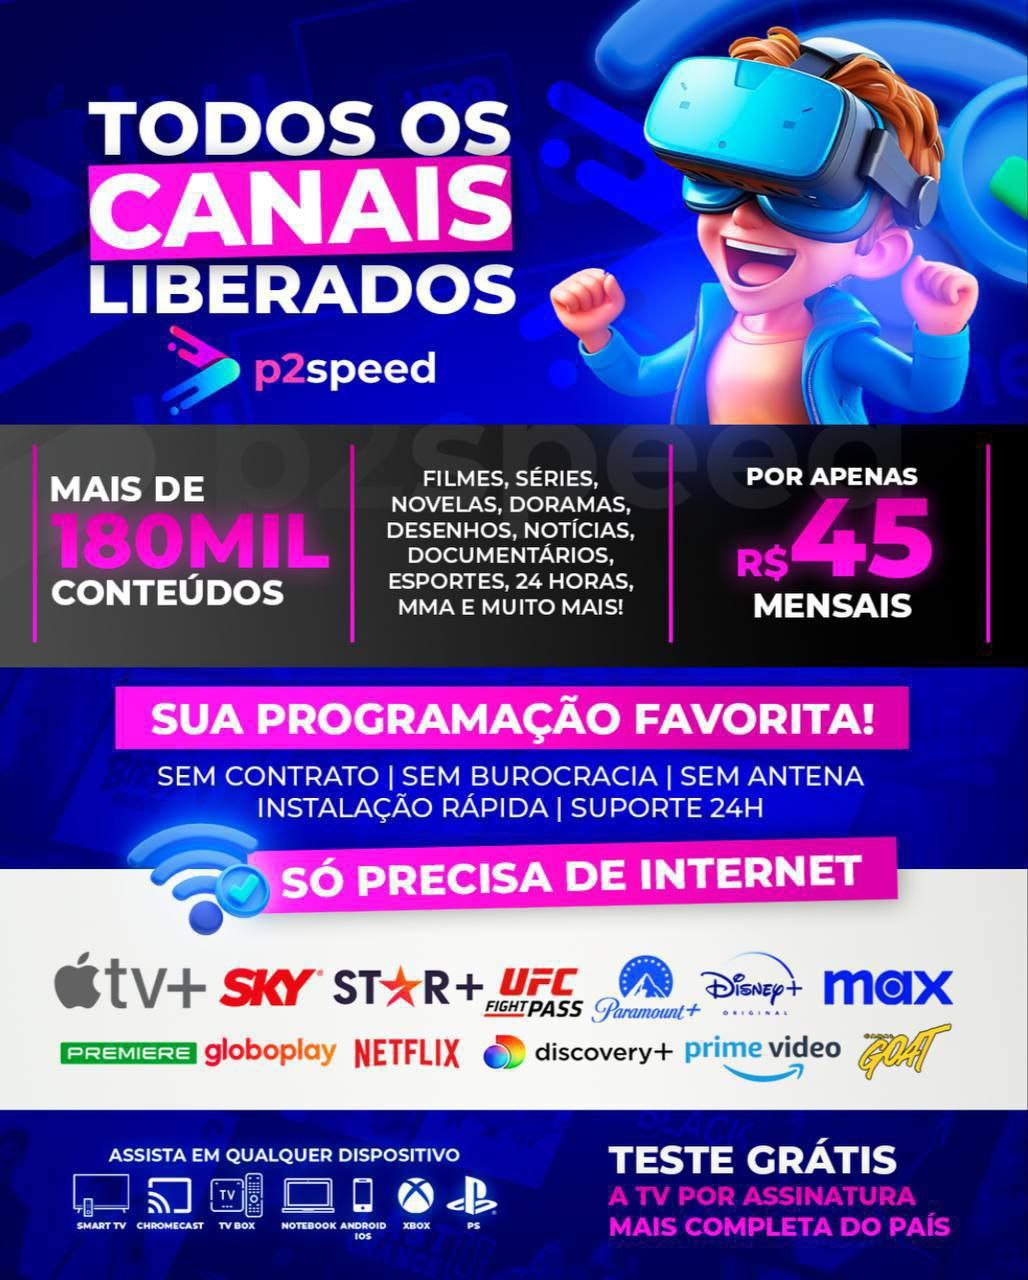 TODOS OS
CANAIS
LIBERADOS
p2speed
MAIS DE
180MIL
CONTEÚDOS
FILMES, SÉRIES,
NOVELAS, DORAMAS,
DESENHOS, NOTÍCIAS,
DOCUMENTÁRIOS,
ESPORTES, 24 HORAS,
MMA E MUITO MAIS!
POR APENAS
R$45
MENSAIS
SUA PROGRAMAÇÃO FAVORITA!
SEM CONTRATO | SEM BUROCRACIA | SEM ANTENA
INSTALAÇÃO RÁPIDA | SUPORTE 24H
SÓ PRECISA DE INTERNET
tv+ SKY ST★R+ UFC FIGHT PASS Paramount+ Disney+ ORIGINAL max
PREMIERE globoplay NETFLIX discovery+ prime video CANAL GOAT
ASSISTA EM QUALQUER DISPOSITIVO
TV
SMART TV CHROMECAST TV BOX NOTEBOOK ANDROID IOS XBOX PS
TESTE GRÁTIS
A TV POR ASSINATURA
MAIS COMPLETA DO PAÍS